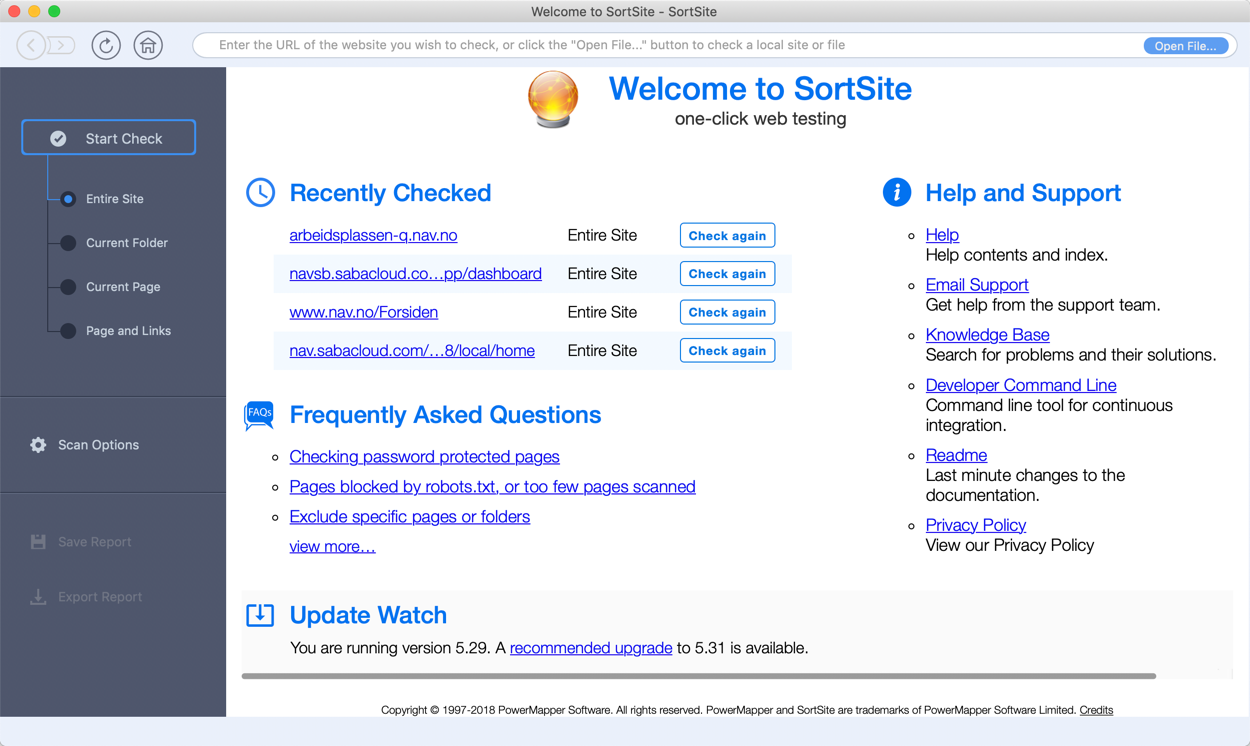 Welcome to SortSite - SortSite
Enter the URL of the website you wish to check, or click the "Open File..." button to check a local site or file
Open File...
Start Check
Entire Site
Current Folder
Current Page
Page and Links
Scan Options
Save Report
Export Report
Welcome to SortSite
one-click web testing
Recently Checked
arbeidsplassen-q.nav.no Entire Site Check again
navsb.sabacloud.co…pp/dashboard Entire Site Check again
www.nav.no/Forsiden Entire Site Check again
nav.sabacloud.com/…8/local/home Entire Site Check again
FAQs
Frequently Asked Questions
Checking password protected pages
Pages blocked by robots.txt, or too few pages scanned
Exclude specific pages or folders
view more…
Help and Support
Help
Help contents and index.
Email Support
Get help from the support team.
Knowledge Base
Search for problems and their solutions.
Developer Command Line
Command line tool for continuous
integration.
Readme
Last minute changes to the
documentation.
Privacy Policy
View our Privacy Policy
Update Watch
You are running version 5.29. A recommended upgrade to 5.31 is available.
Copyright © 1997-2018 PowerMapper Software. All rights reserved. PowerMapper and SortSite are trademarks of PowerMapper Software Limited. Credits